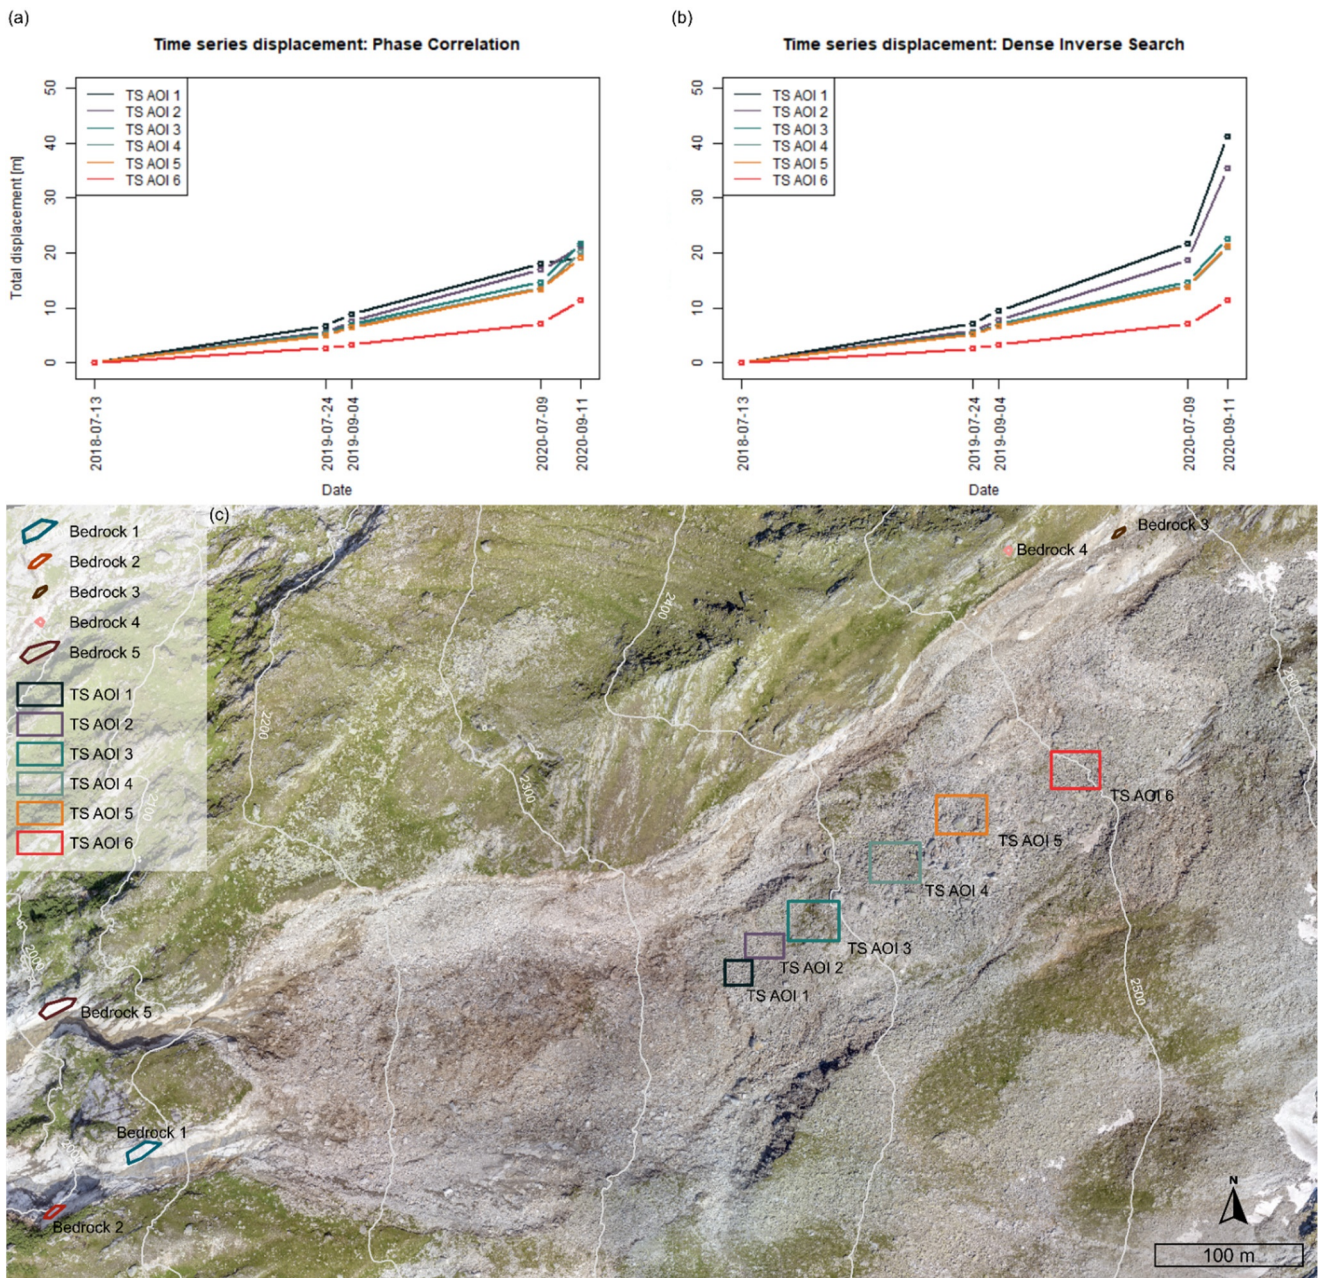 (a)
Time series displacement: Phase Correlation
TS AOI 1
TS AOI 2
TS AOI 3
TS AOI 4
TS AOI 5
TS AOI 6
Total displacement [m]
50
40
30
20
10
0
2018-07-13
2019-07-24
2019-09-04
2020-07-09
2020-09-11
Date
(b)
Time series displacement: Dense Inverse Search
TS AOI 1
TS AOI 2
TS AOI 3
TS AOI 4
TS AOI 5
TS AOI 6
50
40
30
20
10
0
2018-07-13
2019-07-24
2019-09-04
2020-07-09
2020-09-11
Date
(c)
Bedrock 1
Bedrock 2
Bedrock 3
Bedrock 4
Bedrock 5
TS AOI 1
TS AOI 2
TS AOI 3
TS AOI 4
TS AOI 5
TS AOI 6
Bedrock 3
Bedrock 4
2400
2200
2300
TS AOI 6
TS AOI 5
TS AOI 4
TS AOI 3
TS AOI 2
TS AOI 1
2000
2500
Bedrock 5
Bedrock 1
Bedrock 2
N
100 m